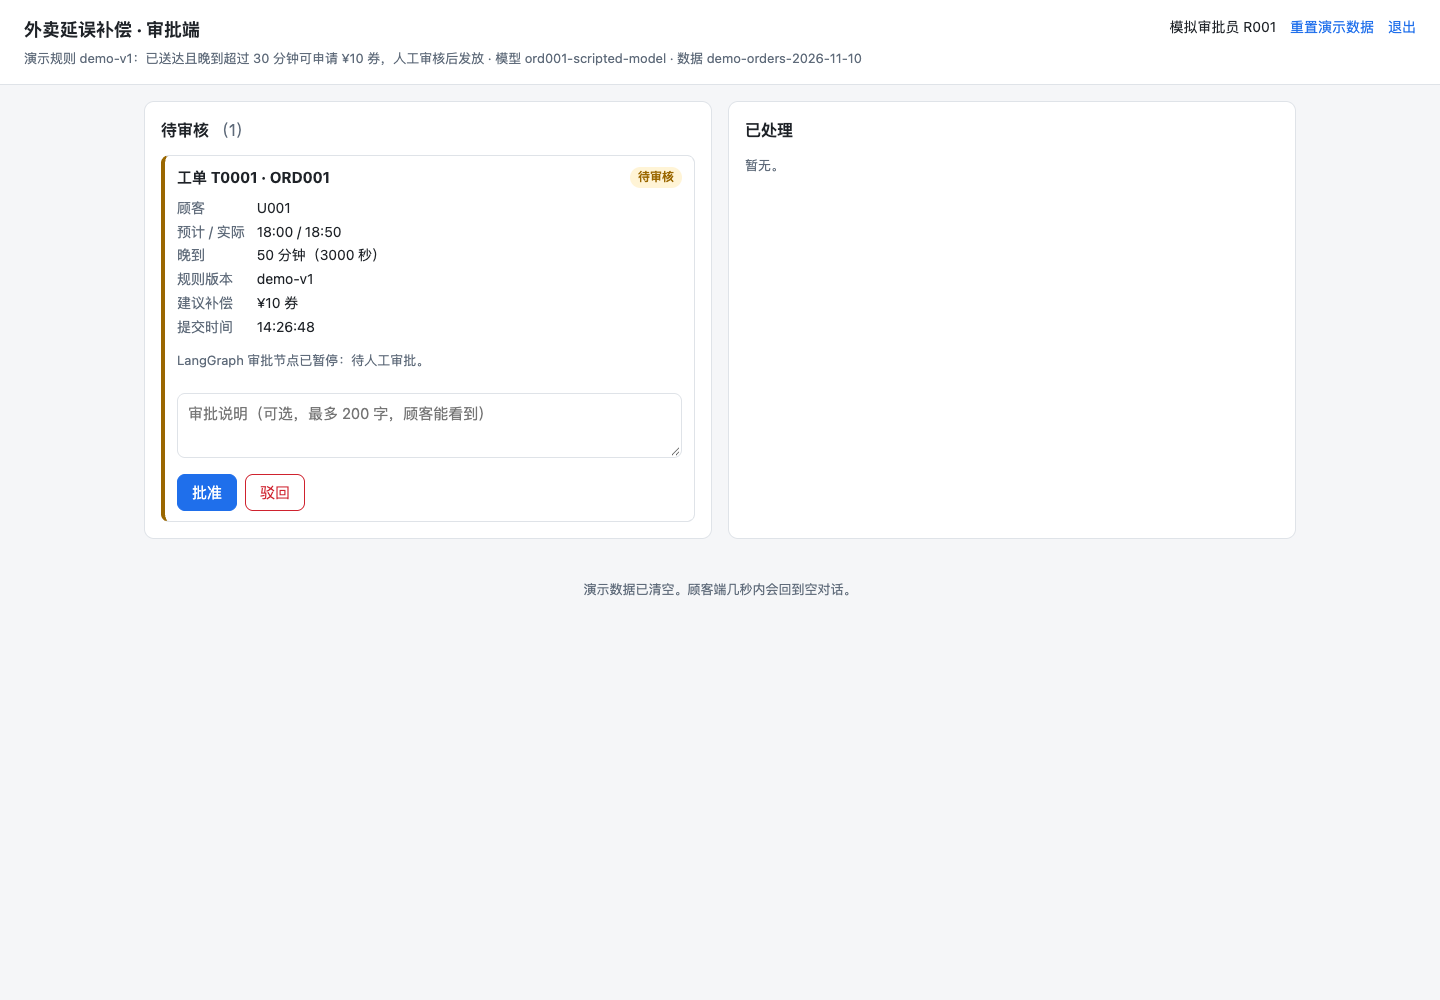 外卖延误补偿 · 审批端
模拟审批员 R001 重置演示数据 退出
演示规则 demo-v1：已送达且晚到超过 30 分钟可申请 ¥10 券，人工审核后发放 · 模型 ord001-scripted-model · 数据 demo-orders-2026-11-10
待审核 （1）
工单 T0001 · ORD001 待审核
顾客 U001
预计 / 实际 18:00 / 18:50
晚到 50 分钟（3000 秒）
规则版本 demo-v1
建议补偿 ¥10 券
提交时间 14:26:48
LangGraph 审批节点已暂停：待人工审批。
审批说明（可选，最多 200 字，顾客能看到）
批准 驳回
已处理
暂无。
演示数据已清空。顾客端几秒内会回到空对话。